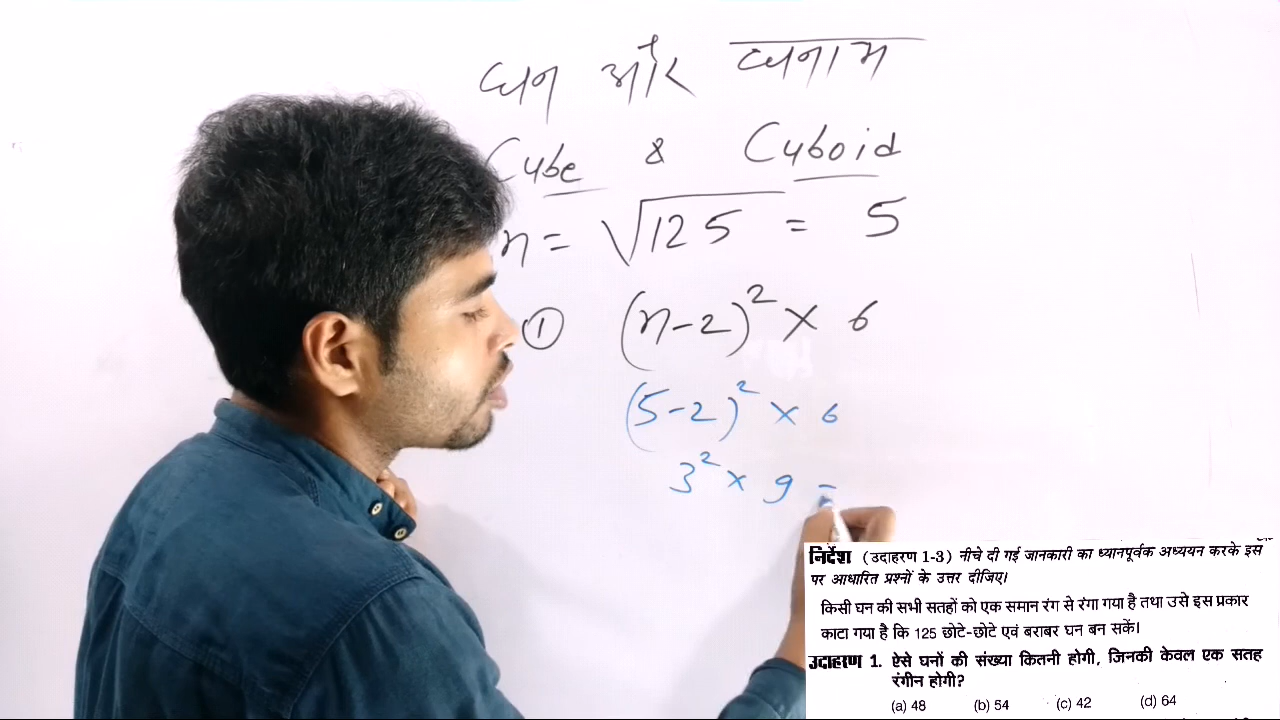 घन और घनाभ
Cube & Cuboid
n = √125 = 5
① (n-2)² × 6
(5-2)² × 6
3² × 9 =
निर्देश (उदाहरण 1-3) नीचे दी गई जानकारी का ध्यानपूर्वक अध्ययन करके इस
पर आधारित प्रश्नों के उत्तर दीजिए।
किसी घन की सभी सतहों को एक समान रंग से रंगा गया है तथा उसे इस प्रकार
काटा गया है कि 125 छोटे-छोटे एवं बराबर घन बन सकें।
उदाहरण 1. ऐसे घनों की संख्या कितनी होगी, जिनकी केवल एक सतह
रंगीन होगी?
(a) 48 (b) 54 (c) 42 (d) 64